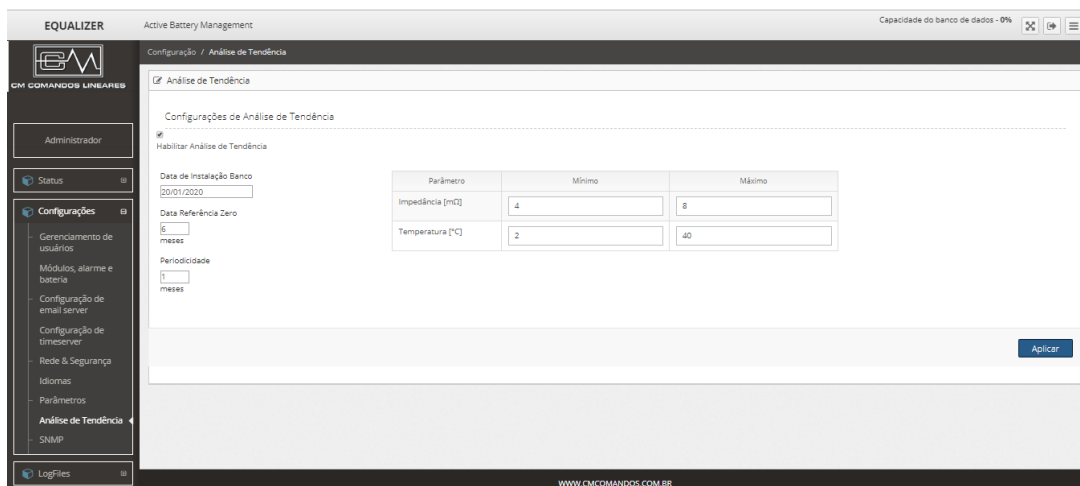 EQUALIZER
Active Battery Management
Capacidade do banco de dados - 0%
CM
CM COMANDOS LINEARES
Configuração / Análise de Tendência
Administrador
Status
Configurações
Gerenciamento de
usuários
Módulos, alarme e
bateria
Configuração de
email server
Configuração de
timeserver
Rede & Segurança
Idiomas
Parâmetros
Análise de Tendência
SNMP
LogFiles
Análise de Tendência
Configurações de Análise de Tendência
Habilitar Análise de Tendência
Data de Instalação Banco
20/01/2020
Data Referência Zero
6
meses
Periodicidade
1
meses
Parâmetro Mínimo Máximo
Impedância [mΩ] 4 8
Temperatura [°C] 2 40
Aplicar
WWW.CMCOMANDOS.COM.BR